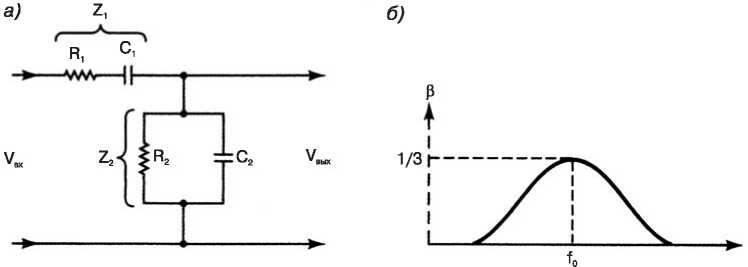 а)
Z₁
R₁
C₁
Z₂
R₂
C₂
Vвх
Vвых
б)
β
1/3
f₀